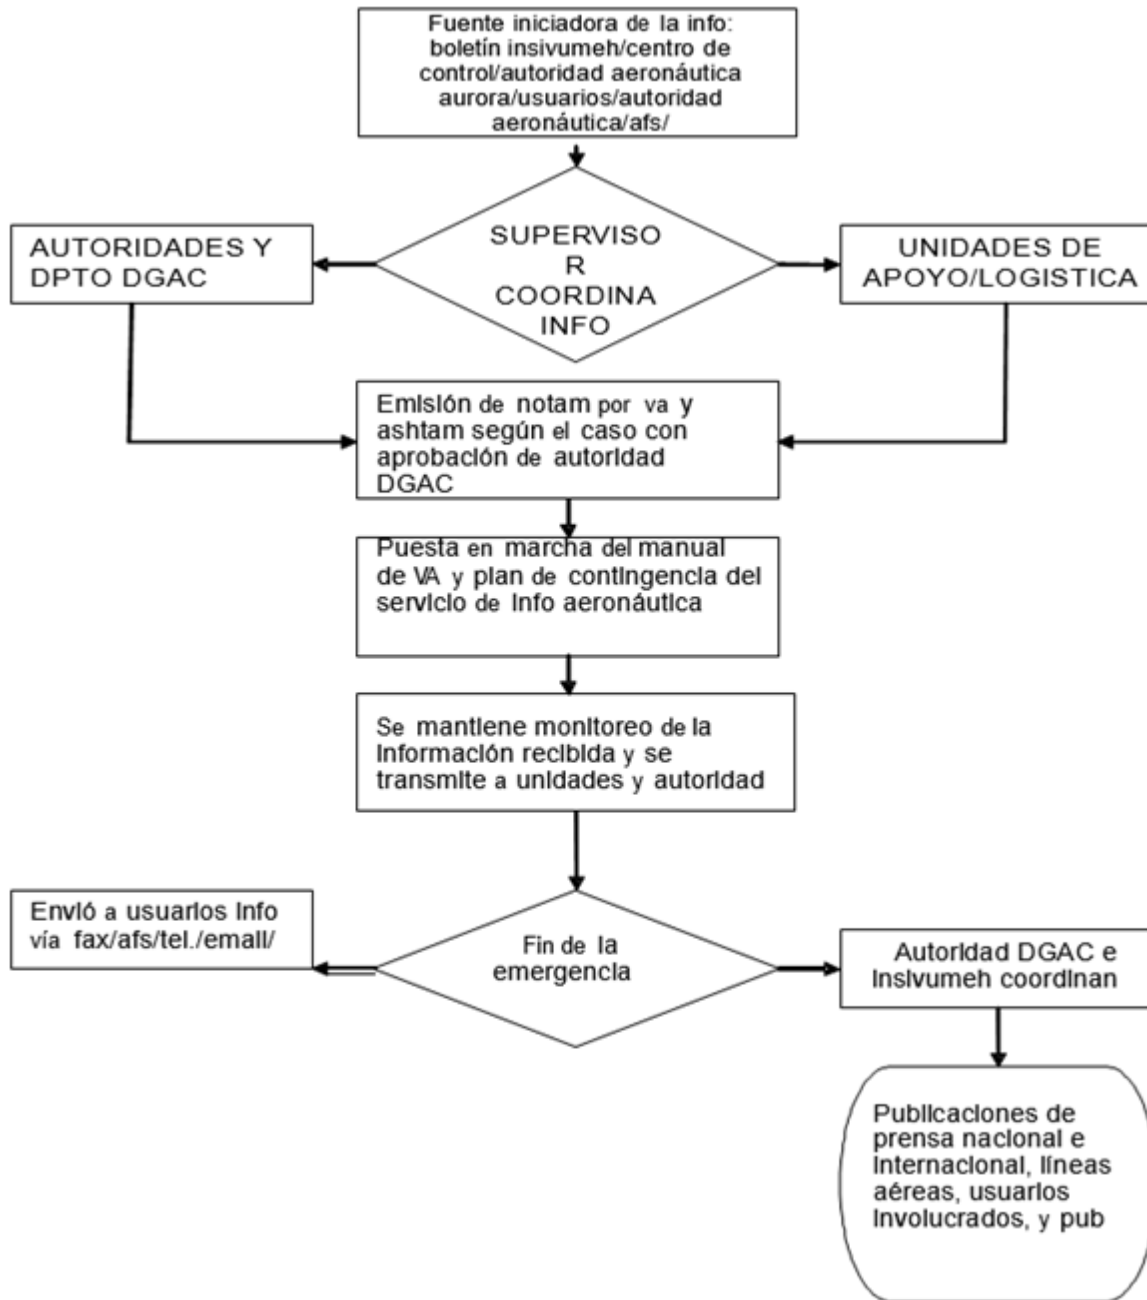 Fuente iniciadora de la info:
boletín insivumeh/centro de
control/autoridad aeronáutica
aurora/usuarios/autoridad
aeronáutica/afs/
AUTORIDADES Y
DPTO DGAC
SUPERVISO
R
COORDINA
INFO
UNIDADES DE
APOYO/LOGISTICA
Emisión de notam por va y
ashtam según el caso con
aprobación de autoridad
DGAC
Puesta en marcha del manual
de VA y plan de contingencia del
servicio de info aeronáutica
Se mantiene monitoreo de la
información recibida y se
transmite a unidades y autoridad
Envió a usuarios info
vía fax/afs/tel./email/
Fin de la
emergencia
Autoridad DGAC e
insivumeh coordinan
Publicaciones de
prensa nacional e
internacional, líneas
aéreas, usuarios
involucrados, y pub